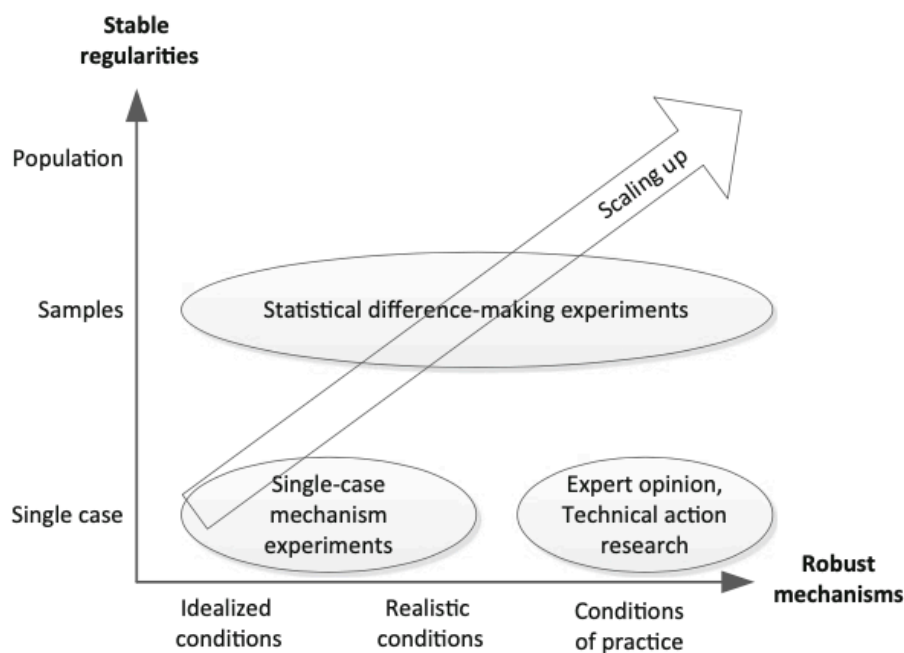 Stable
regularities
Population
Scaling up
Samples
Statistical difference-making experiments
Single case
Single-case
mechanism
experiments
Expert opinion,
Technical action
research
Robust
mechanisms
Idealized
conditions
Realistic
conditions
Conditions
of practice